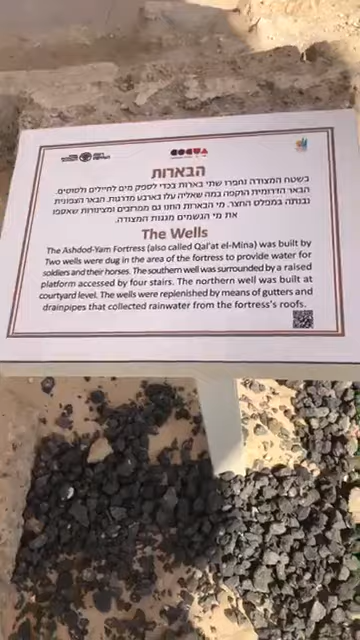 הבארות
בשטח המצודה נחפרו שתי בארות בכדי לספק מים לחיילים ולסוסים.
הבאר הדרומית הוקפה במה שאליה עלו בארבע מדרגות. הבאר הצפונית
נבנתה במפלס החצר. מי הבארות הוזנו גם ממרזבים ומצינורות שאספו
את מי הגשמים מגגות המצודה.
The Wells
The Ashdod-Yam Fortress (also called Qal'at el-Mina) was built by
Two wells were dug in the area of the fortress to provide water for
soldiers and their horses. The southern well was surrounded by a raised
platform accessed by four stairs. The northern well was built at
courtyard level. The wells were replenished by means of gutters and
drainpipes that collected rainwater from the fortress's roofs.